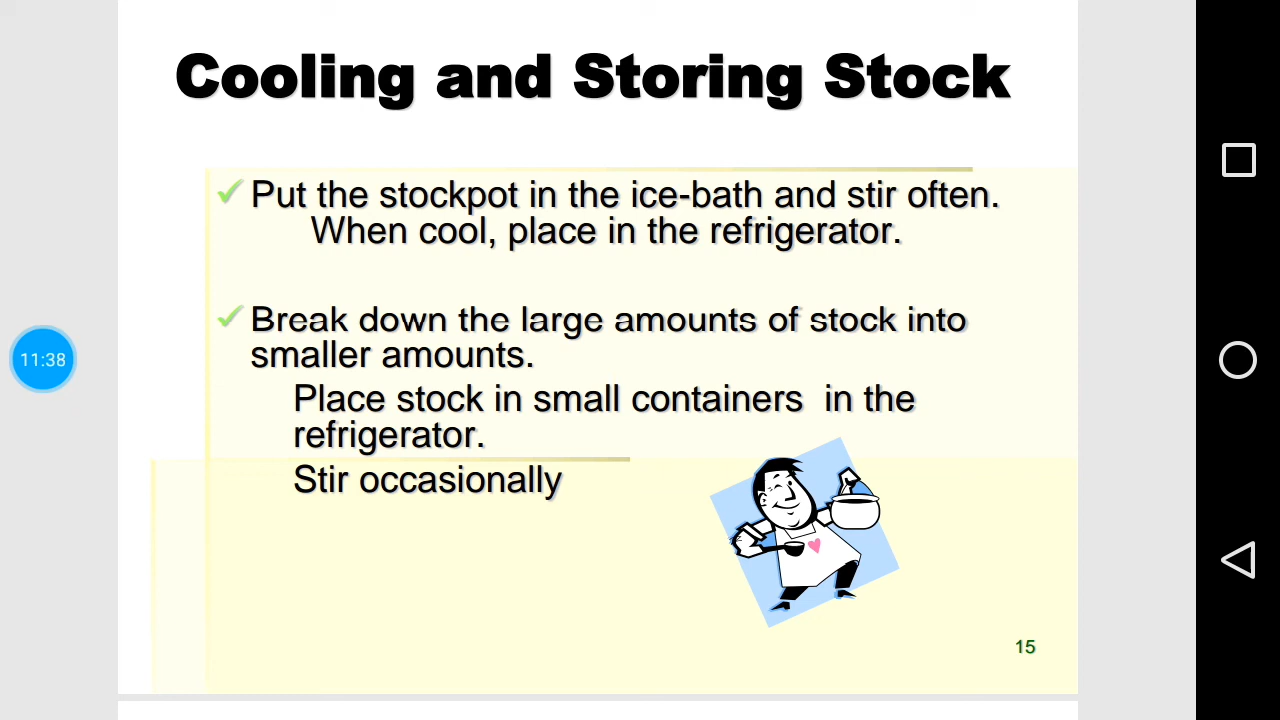 Cooling and Storing Stock
Put the stockpot in the ice-bath and stir often.
When cool, place in the refrigerator.
Break down the large amounts of stock into
smaller amounts.
Place stock in small containers in the
refrigerator.
Stir occasionally
11:38
15